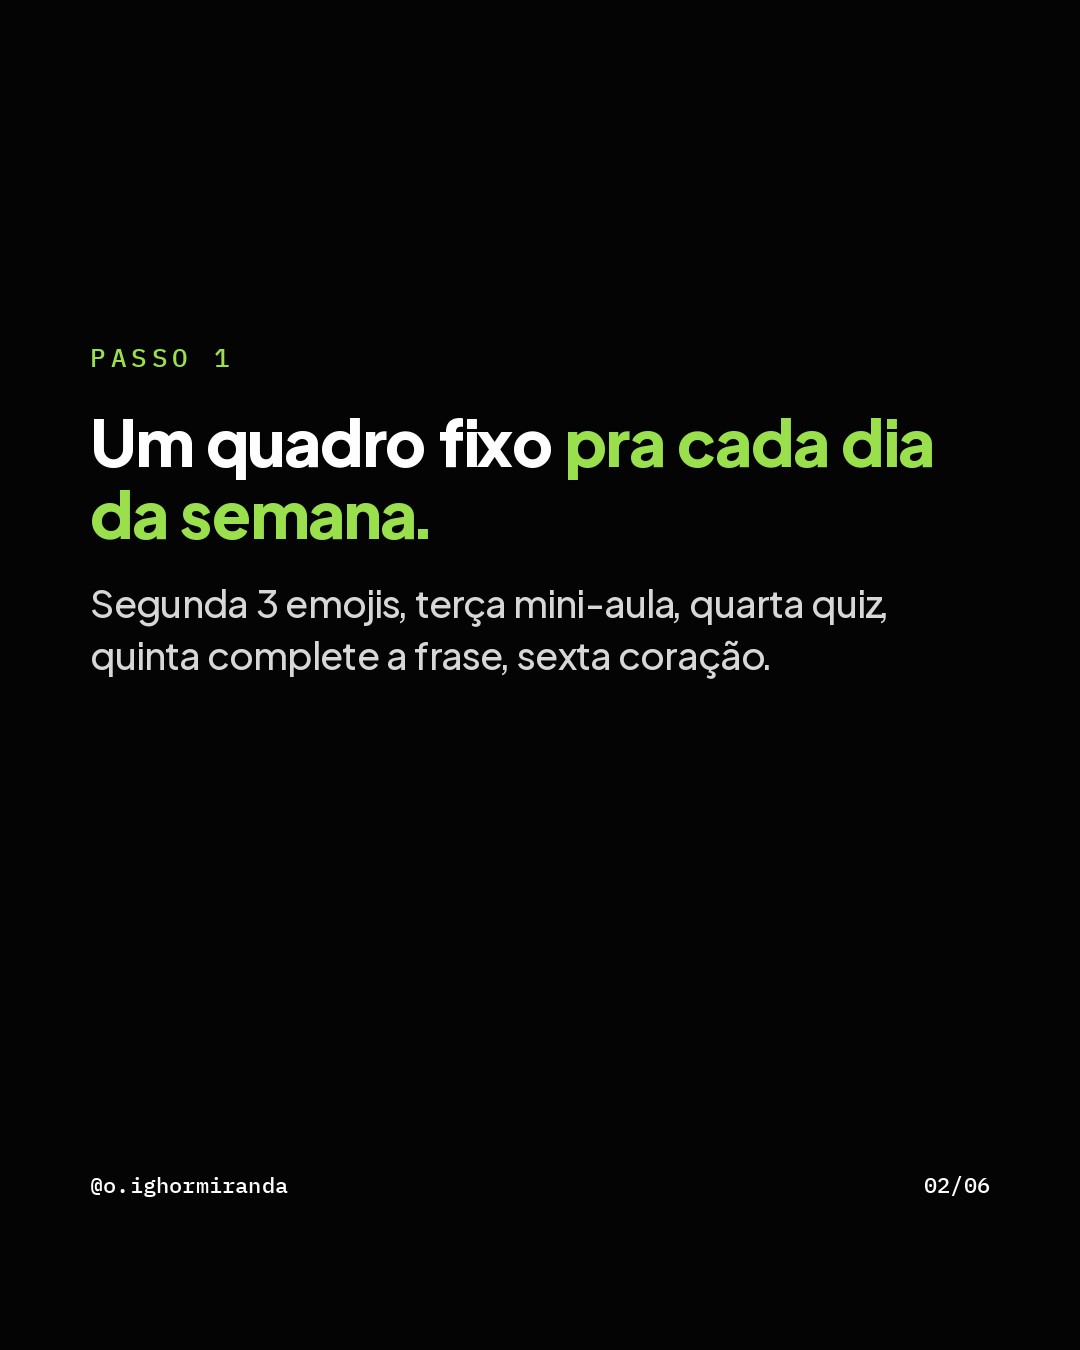 PASSO 1
Um quadro fixo pra cada dia
da semana.
Segunda 3 emojis, terça mini-aula, quarta quiz,
quinta complete a frase, sexta coração.
@o.ighormiranda
02/06